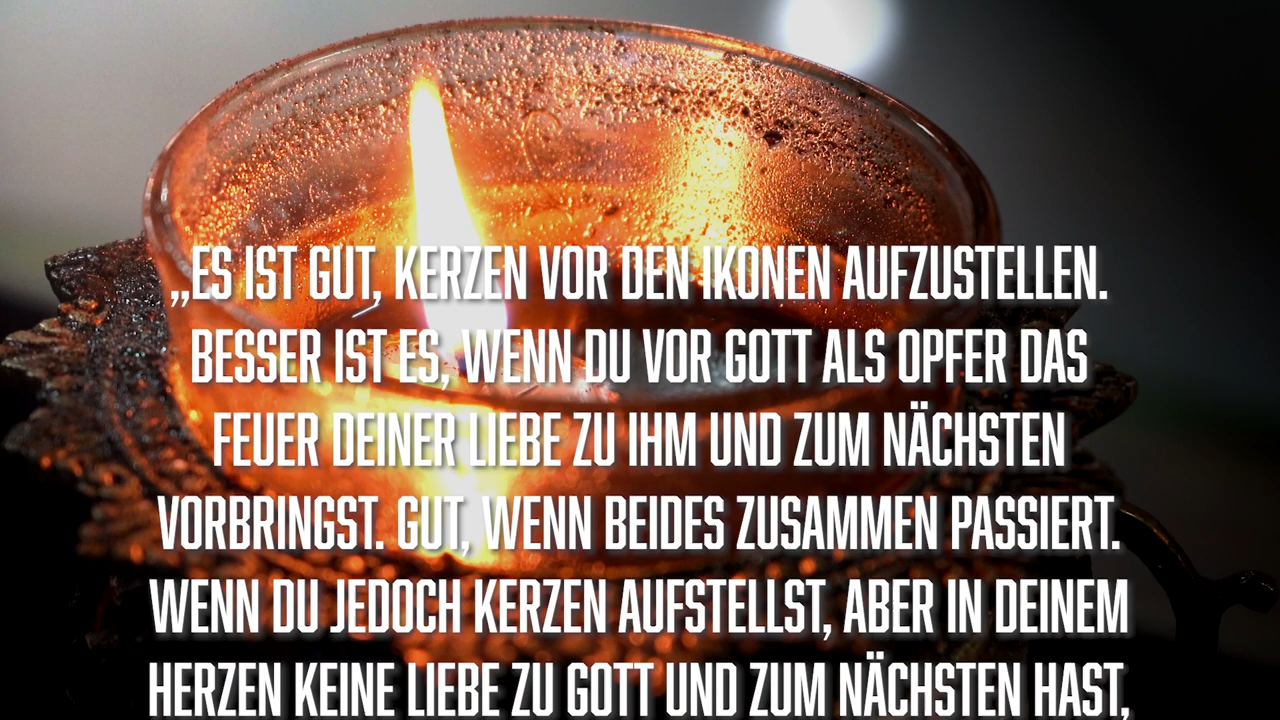 „ES IST GUT, KERZEN VOR DEN IKONEN AUFZUSTELLEN.
BESSER IST ES, WENN DU VOR GOTT ALS OPFER DAS
FEUER DEINER LIEBE ZU IHM UND ZUM NÄCHSTEN
VORBRINGST. GUT, WENN BEIDES ZUSAMMEN PASSIERT.
WENN DU JEDOCH KERZEN AUFSTELLST, ABER IN DEINEM
HERZEN KEINE LIEBE ZU GOTT UND ZUM NÄCHSTEN HAST,